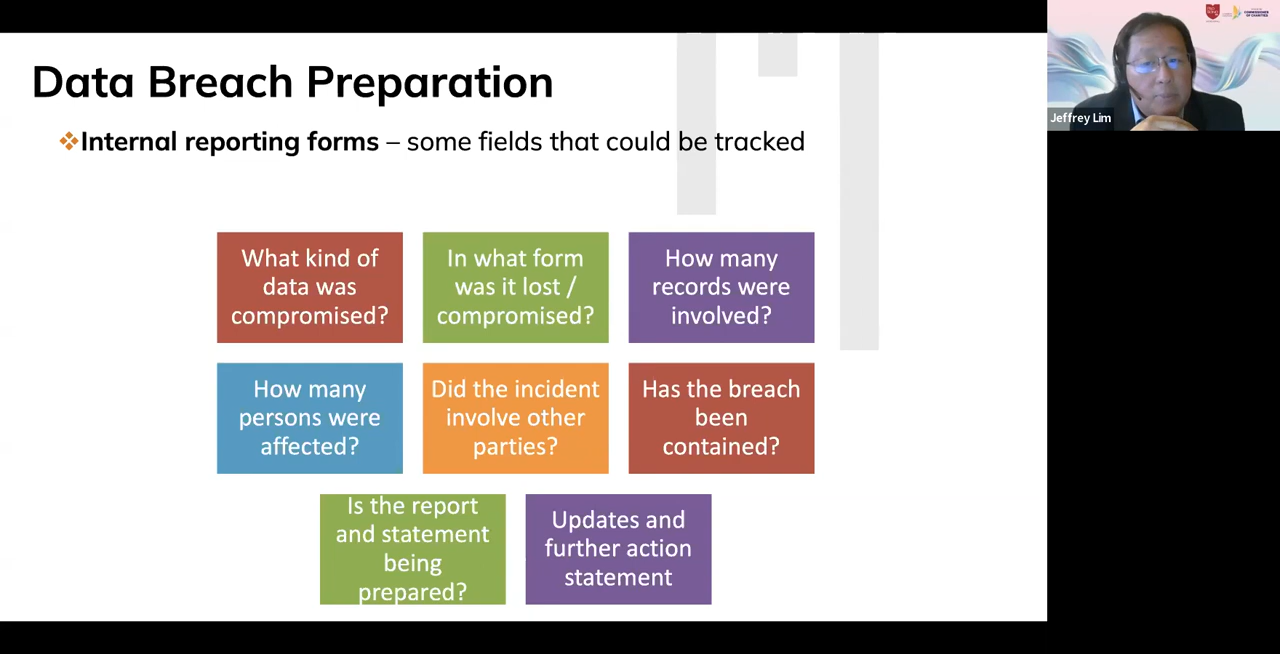 Data Breach Preparation
Internal reporting forms – some fields that could be tracked
What kind of
data was
compromised?
In what form
was it lost /
compromised?
How many
records were
involved?
How many
persons were
affected?
Did the incident
involve other
parties?
Has the breach
been
contained?
Is the report
and statement
being
prepared?
Updates and
further action
statement
COMMISSIONER
OF CHARITIES
Jeffrey Lim